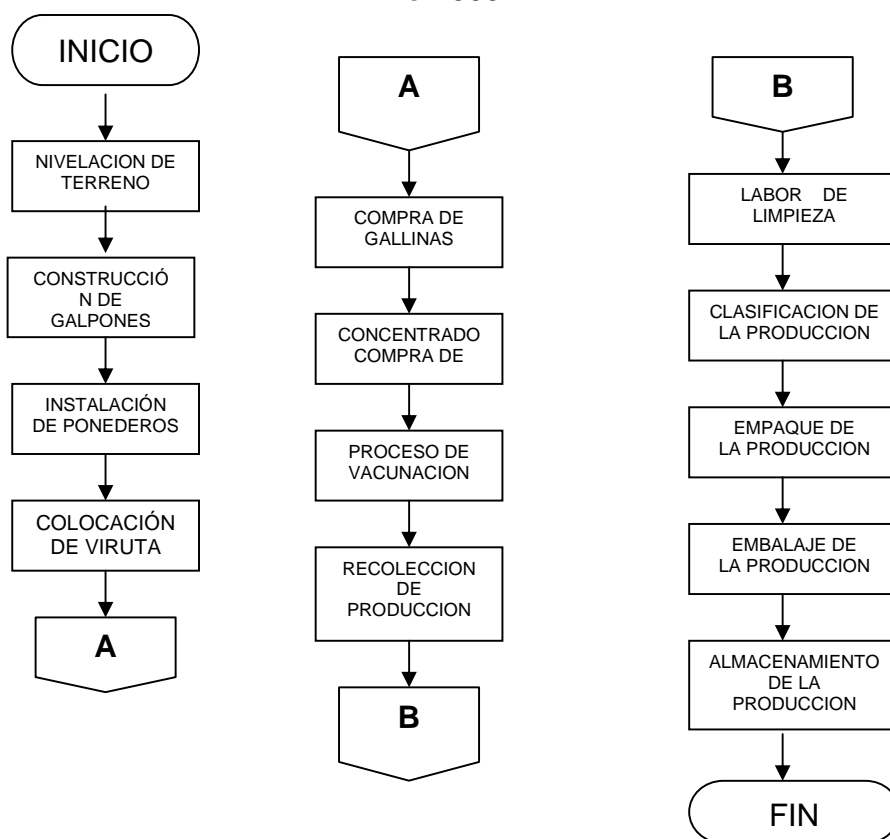 INICIO
NIVELACION DE
TERRENO
CONSTRUCCIÓ
N DE
GALPONES
INSTALACIÓN
DE PONEDEROS
COLOCACIÓN
DE VIRUTA
A
A
COMPRA DE
GALLINAS
CONCENTRADO
COMPRA DE
PROCESO DE
VACUNACION
RECOLECCION
DE
PRODUCCION
B
B
LABOR DE
LIMPIEZA
CLASIFICACION DE
LA PRODUCCION
EMPAQUE DE
LA PRODUCCION
EMBALAJE DE
LA PRODUCCION
ALMACENAMIENTO
DE LA
PRODUCCION
FIN